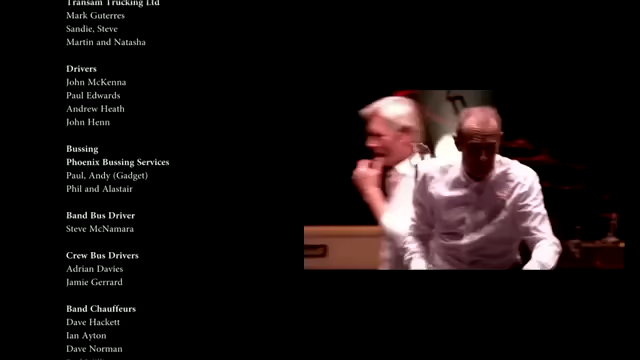 Transam Trucking Ltd
Mark Guterres
Sandie, Steve
Martin and Natasha
Drivers
John McKenna
Paul Edwards
Andrew Heath
John Henn
Bussing
Phoenix Bussing Services
Paul, Andy (Gadget)
Phil and Alastair
Band Bus Driver
Steve McNamara
Crew Bus Drivers
Adrian Davies
Jamie Gerrard
Band Chauffeurs
Dave Hackett
Ian Ayton
Dave Norman